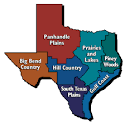 Panhandle
Plains
Prairies
and
Lakes
Piney
Woods
Big Bend
Country
Hill Country
Gulf Coast
South Texas
Plains